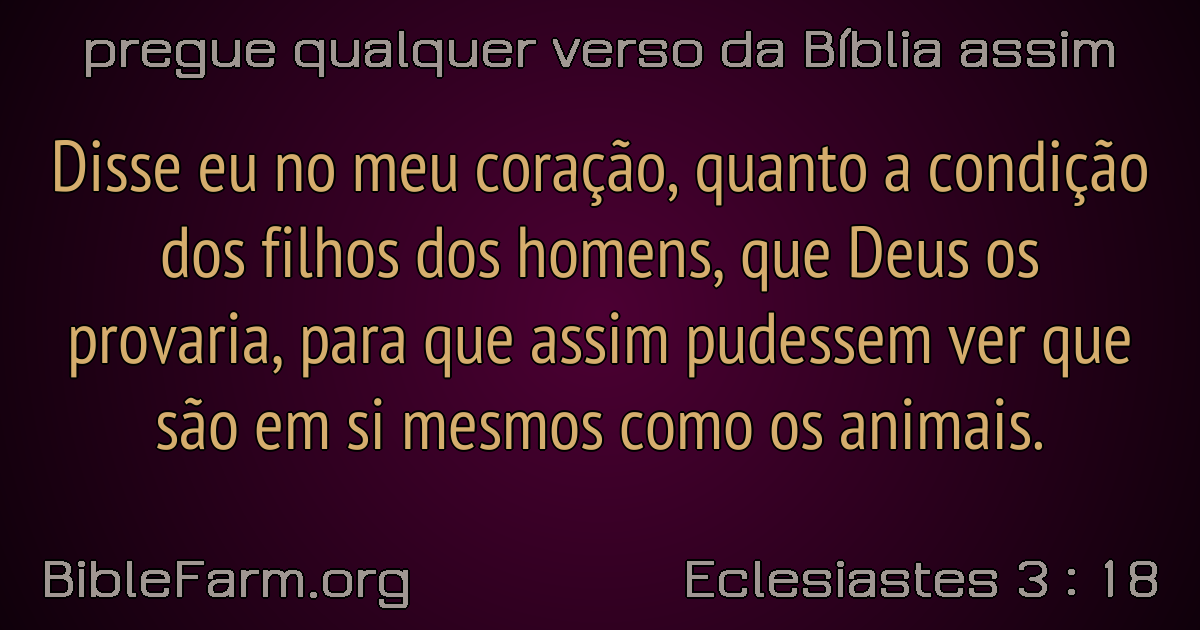 pregue qualquer verso da Bíblia assim
Disse eu no meu coração, quanto a condição
dos filhos dos homens, que Deus os
provaria, para que assim pudessem ver que
são em si mesmos como os animais.
BibleFarm.org
Eclesiastes 3 : 18